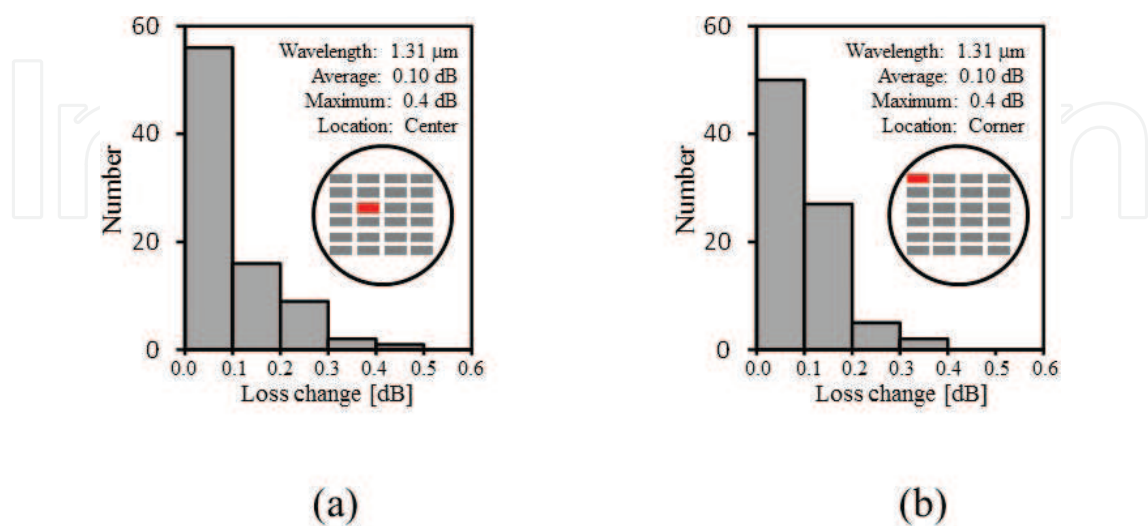 60
Wavelength: 1.31 μm
Average: 0.10 dB
Maximum: 0.4 dB
Location: Center
40
Number
20
0
0.0 0.1 0.2 0.3 0.4 0.5 0.6
Loss change [dB]
(a)
60
Wavelength: 1.31 μm
Average: 0.10 dB
Maximum: 0.4 dB
Location: Corner
40
Number
20
0
0.0 0.1 0.2 0.3 0.4 0.5 0.6
Loss change [dB]
(b)